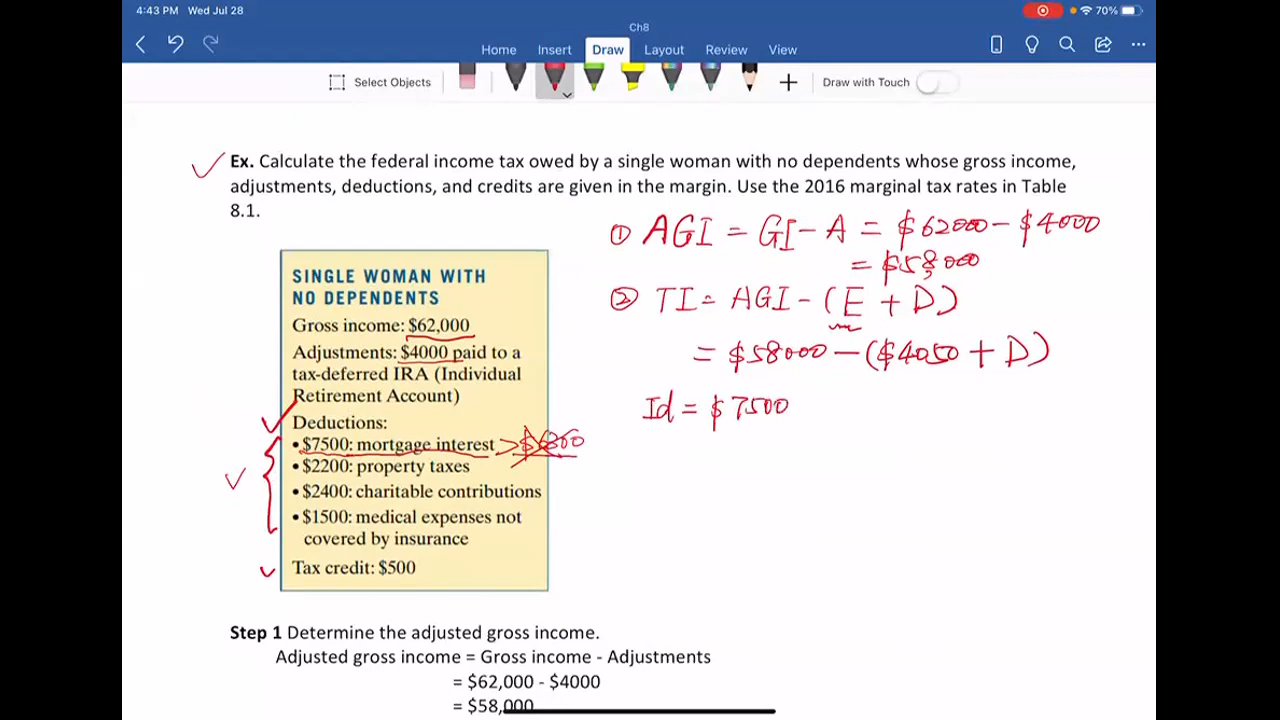 4:43 PM Wed Jul 28
70%
Ch8
Home Insert Draw Layout Review View
Select Objects
Draw with Touch
Ex. Calculate the federal income tax owed by a single woman with no dependents whose gross income,
adjustments, deductions, and credits are given in the margin. Use the 2016 marginal tax rates in Table
8.1.
① AGI = GI - A = $62000 - $4000
= $58,000
② TI = AGI - (E + D)
= $58000 - ($4050 + D)
Id = $7500
SINGLE WOMAN WITH
NO DEPENDENTS
Gross income: $62,000
Adjustments: $4000 paid to a
tax-deferred IRA (Individual
Retirement Account)
Deductions:
• $7500: mortgage interest > $6300
• $2200: property taxes
• $2400: charitable contributions
• $1500: medical expenses not
covered by insurance
Tax credit: $500
Step 1 Determine the adjusted gross income.
Adjusted gross income = Gross income - Adjustments
= $62,000 - $4000
= $58,000